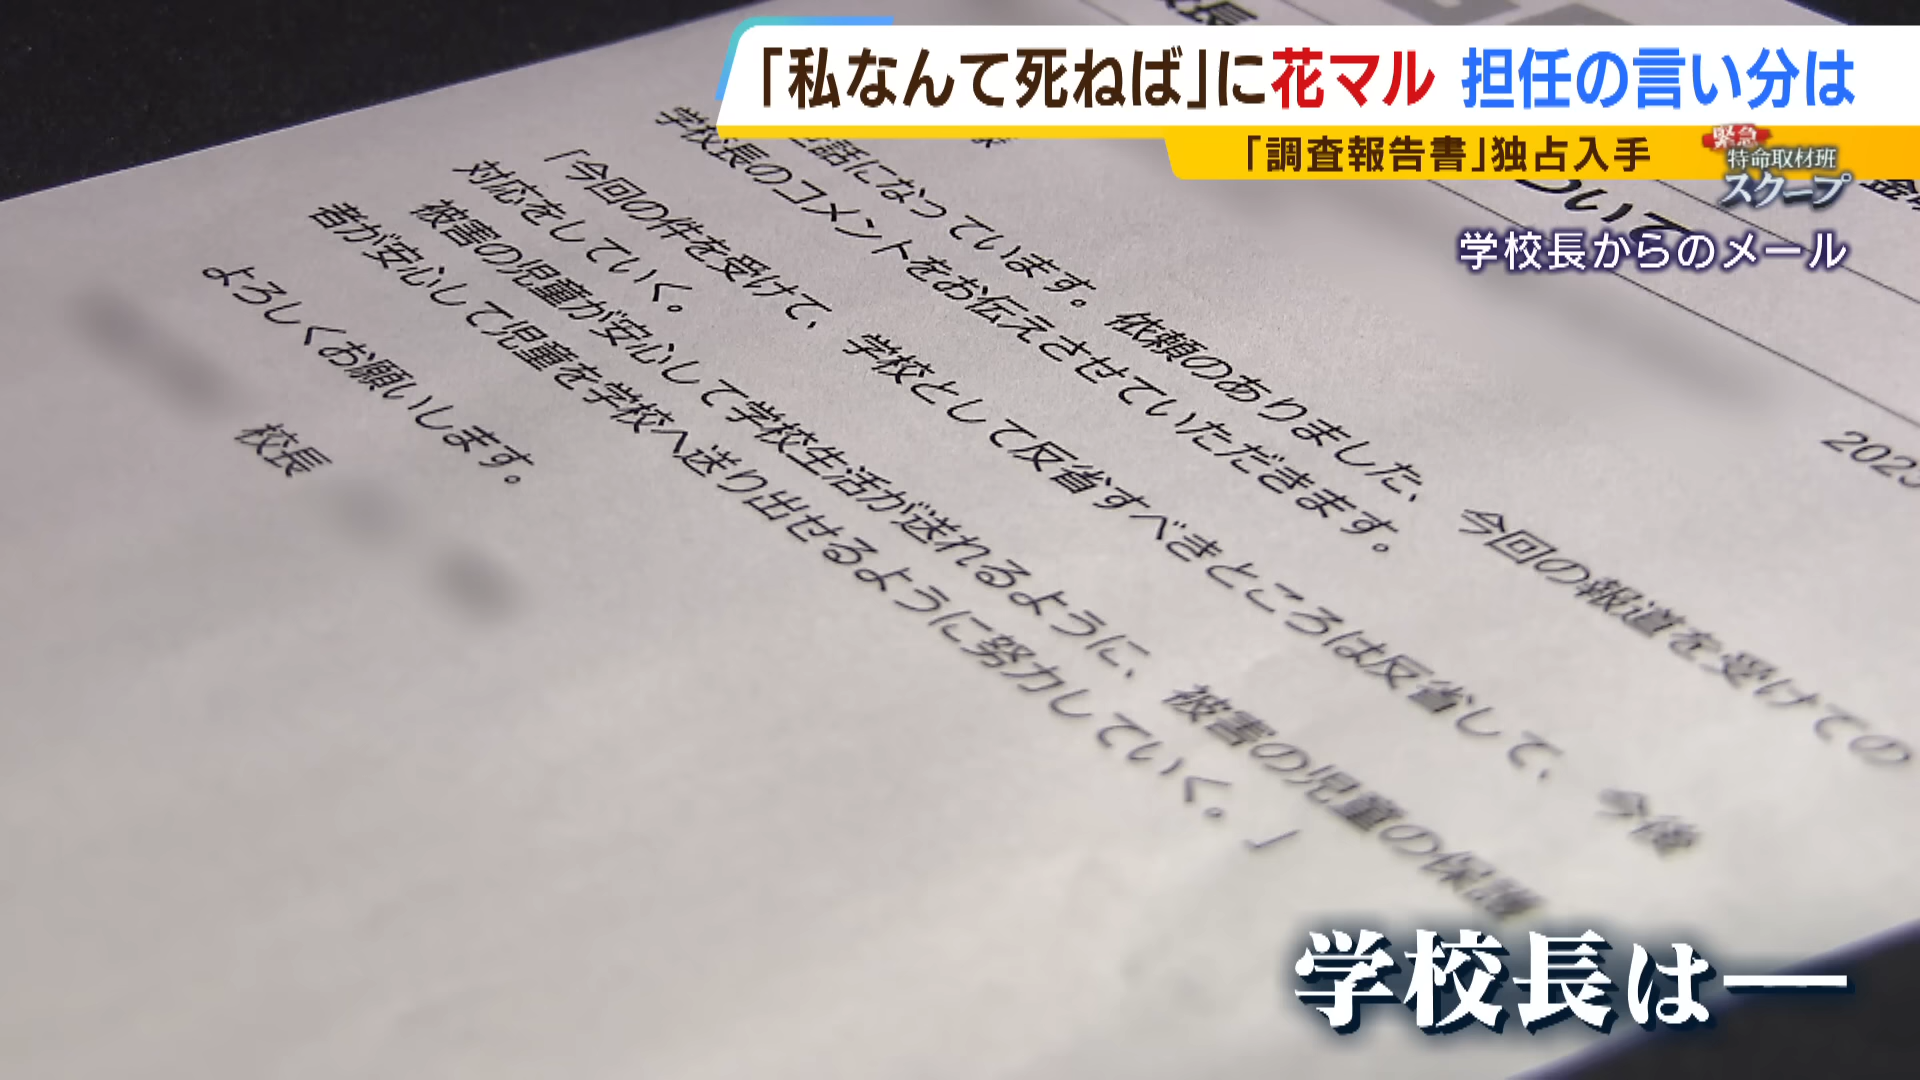 「私なんて死ねば」に花マル 担任の言い分は
「調査報告書」独占入手
緊急
特命取材班
スクープ
学校長からのメール
ついて
2023
話になっています。依頼のありました、今回の報道を受けての
学校長のコメントをお伝えさせていただきます。
「今回の件を受けて、学校として反省すべきところは反省して、今後
対応をしていく。
被害の児童が安心して学校生活が送れるように、被害の児童の保護
者が安心して児童を学校へ送り出せるように努力していく。」
よろしくお願いします。
校長
学校長は―